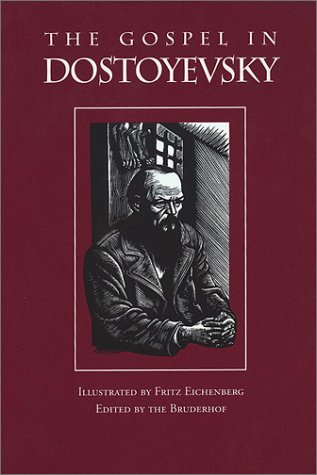 THE GOSPEL IN
DOSTOYEVSKY
ILLUSTRATED BY FRITZ EICHENBERG
EDITED BY THE BRUDERHOF